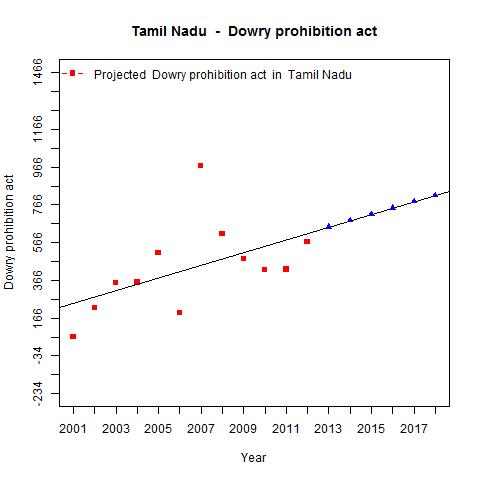 Tamil Nadu - Dowry prohibition act
Projected Dowry prohibition act in Tamil Nadu
Dowry prohibition act
1466
1166
966
766
566
366
166
-34
-234
2001 2003 2005 2007 2009 2011 2013 2015 2017
Year